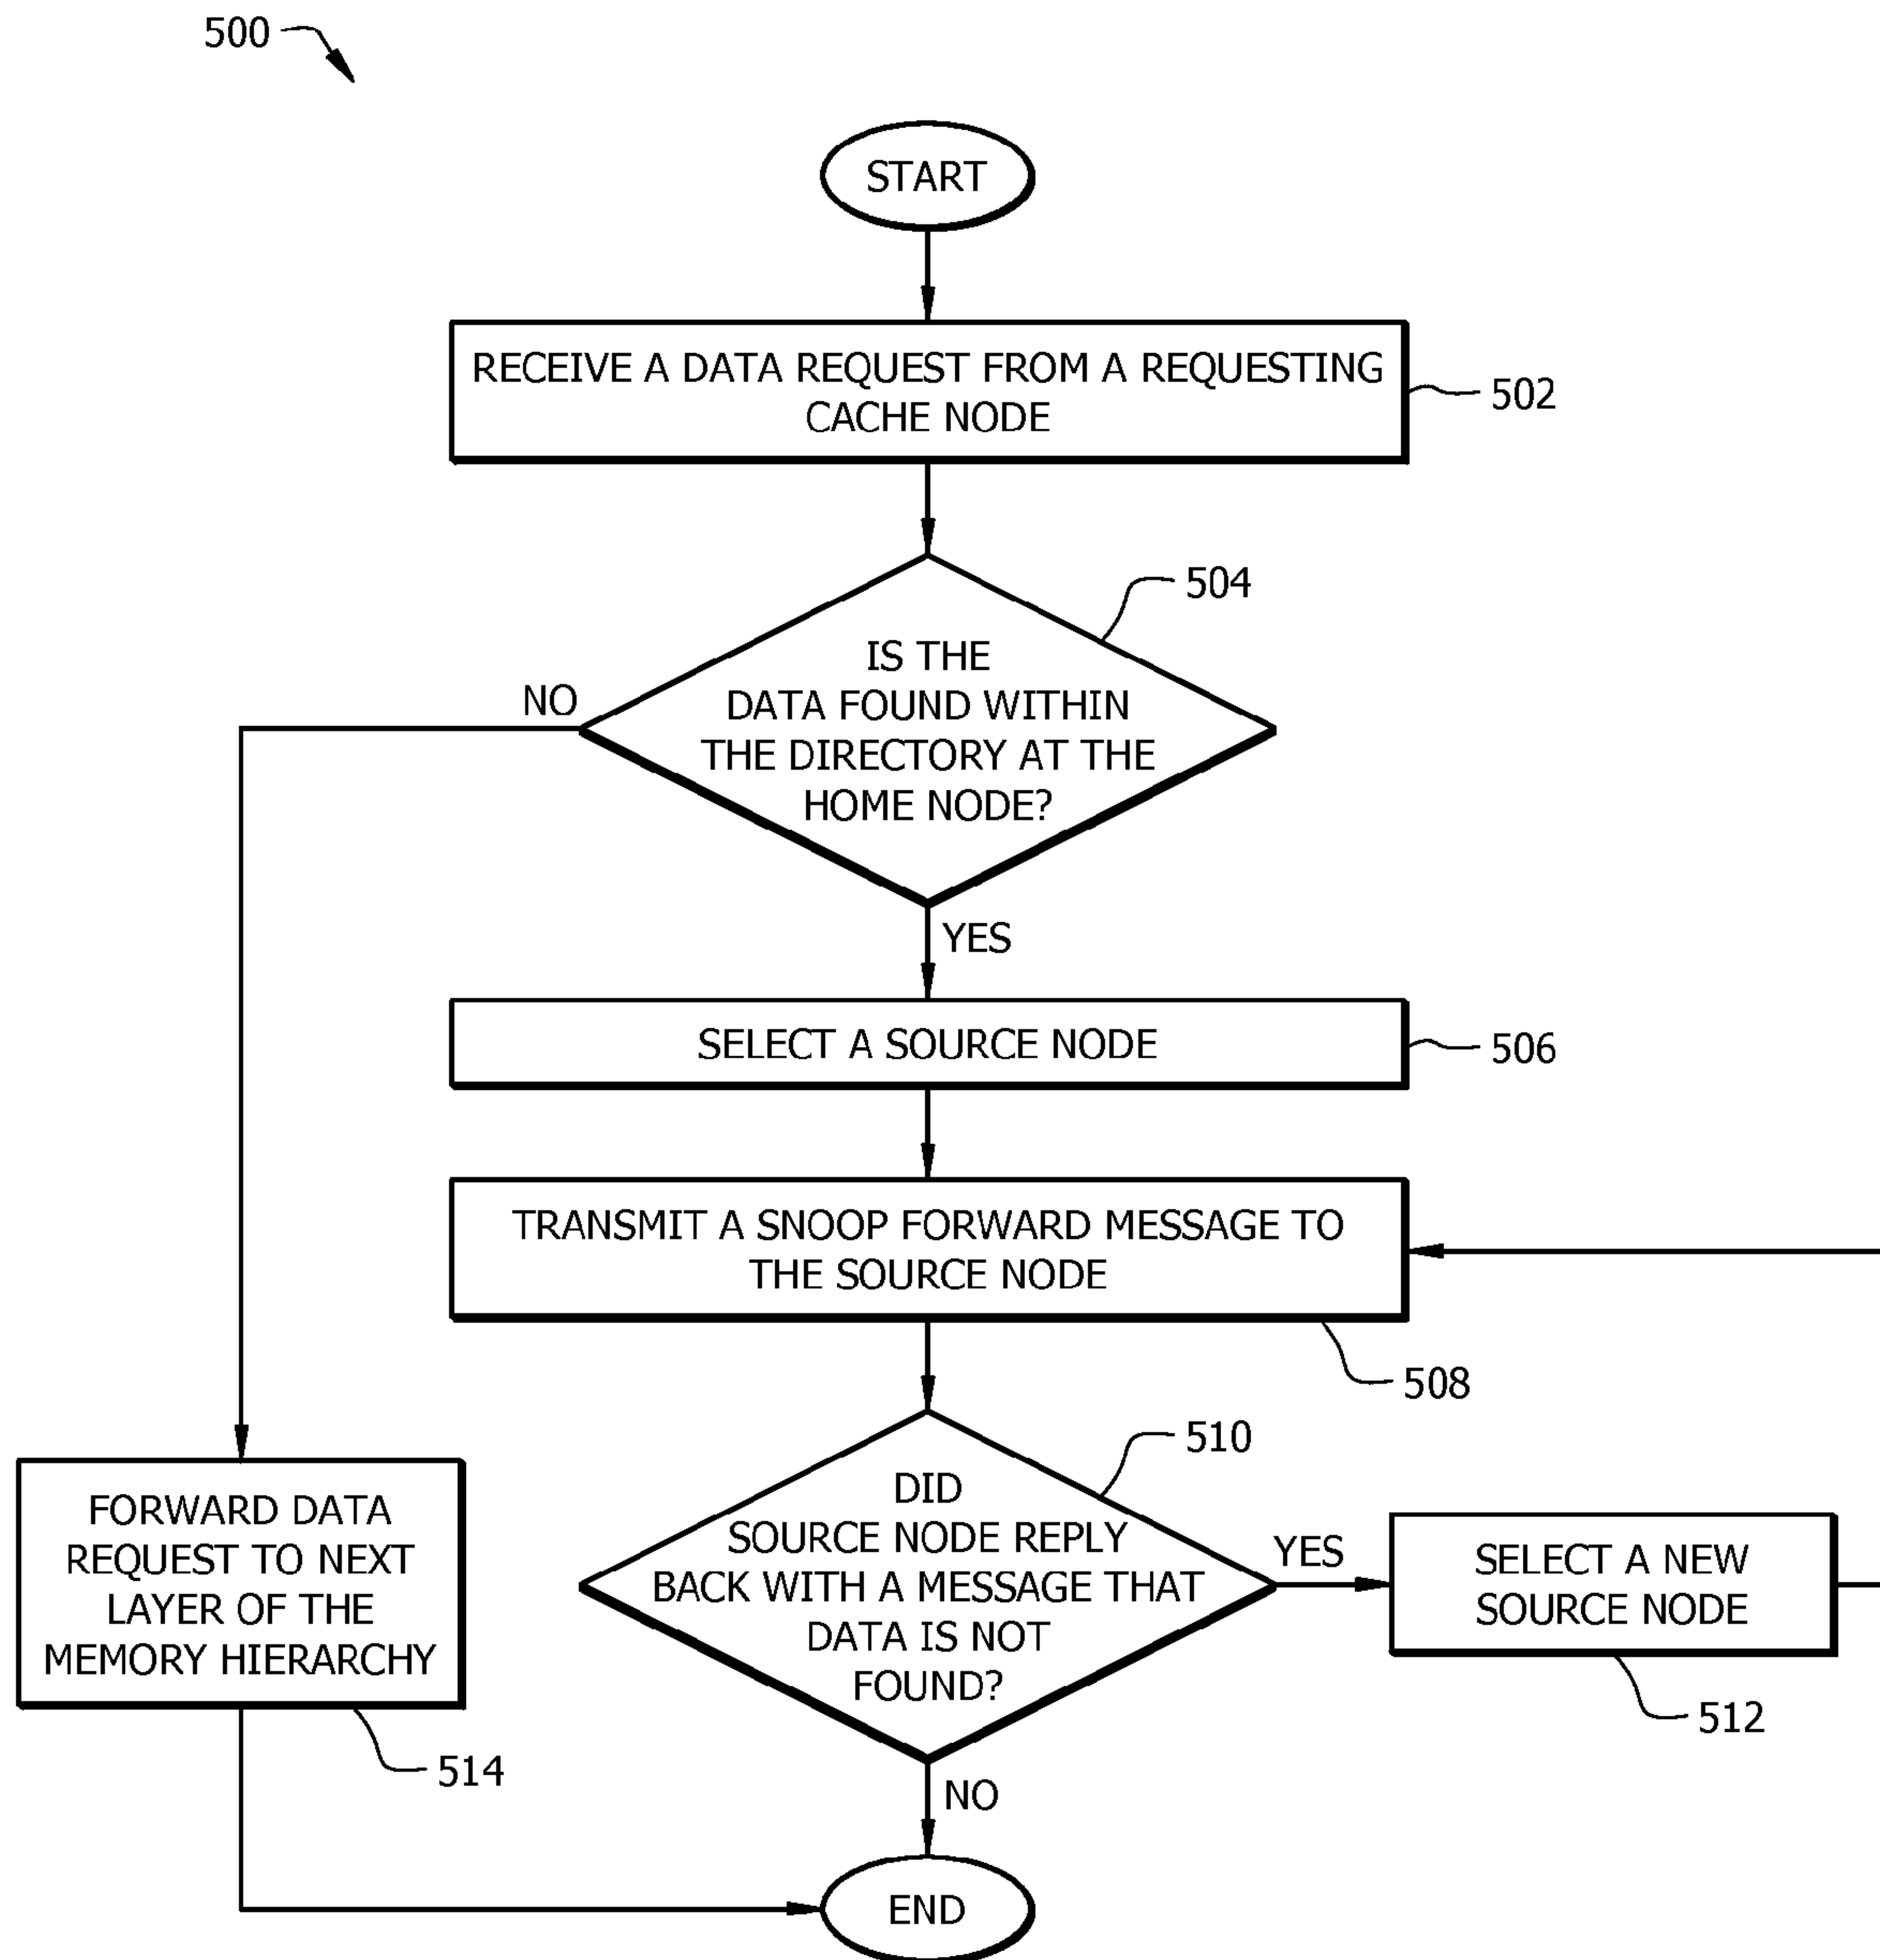 500
START
RECEIVE A DATA REQUEST FROM A REQUESTING
CACHE NODE
502
504
IS THE
DATA FOUND WITHIN
THE DIRECTORY AT THE
HOME NODE?
NO
YES
SELECT A SOURCE NODE
506
TRANSMIT A SNOOP FORWARD MESSAGE TO
THE SOURCE NODE
508
510
DID
SOURCE NODE REPLY
BACK WITH A MESSAGE THAT
DATA IS NOT
FOUND?
YES
SELECT A NEW
SOURCE NODE
512
FORWARD DATA
REQUEST TO NEXT
LAYER OF THE
MEMORY HIERARCHY
514
NO
END